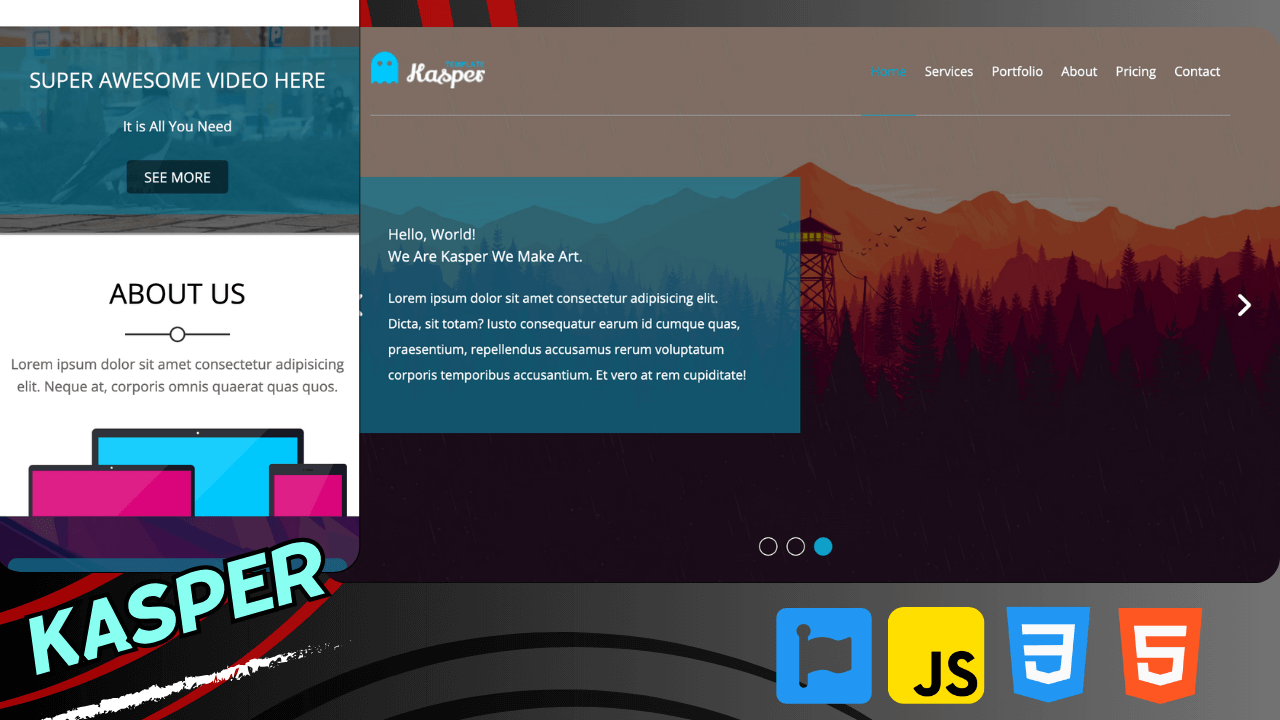 SUPER AWESOME VIDEO HERE
It is All You Need
SEE MORE
ABOUT US
Lorem ipsum dolor sit amet consectetur adipisicing
elit. Neque at, corporis omnis quaerat quas quos.
TEMPLATE
Kasper
Home
Services
Portfolio
About
Pricing
Contact
Hello, World!
We Are Kasper We Make Art.
Lorem ipsum dolor sit amet consectetur adipisicing elit.
Dicta, sit totam? Iusto consequatur earum id cumque quas,
praesentium, repellendus accusamus rerum voluptatum
corporis temporibus accusantium. Et vero at rem cupiditate!
KASPER
JS
3
5